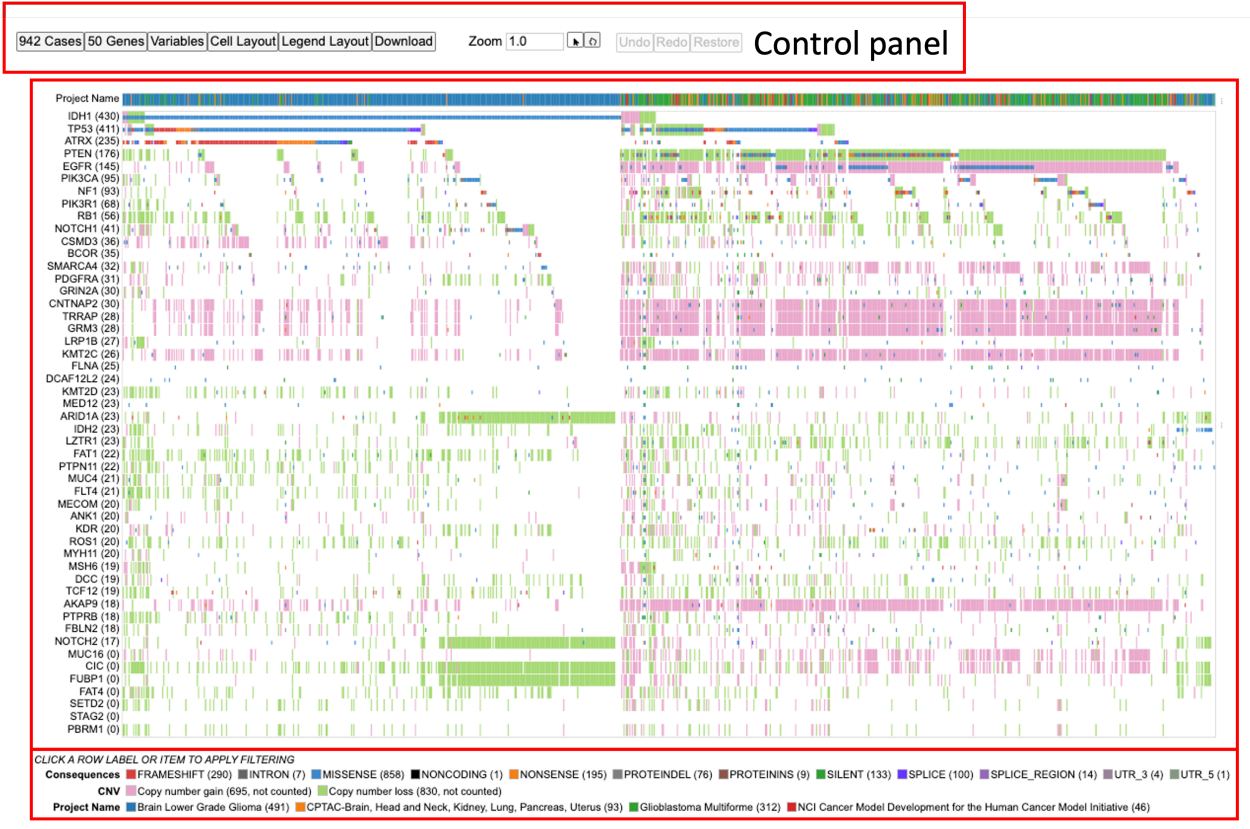 942 Cases 50 Genes Variables Cell Layout Legend Layout Download Zoom 1.0 Undo Redo Restore Control panel
Project Name
IDH1 (430)
TP53 (411)
ATRX (235)
PTEN (176)
EGFR (145)
PIK3CA (95)
NF1 (93)
PIK3R1 (68)
RB1 (56)
NOTCH1 (41)
CSMD3 (36)
BCOR (35)
SMARCA4 (32)
PDGFRA (31)
GRIN2A (30)
CNTNAP2 (30)
TRRAP (28)
GRM3 (28)
LRP1B (27)
KMT2C (26)
FLNA (25)
DCAF12L2 (24)
KMT2D (23)
MED12 (23)
ARID1A (23)
IDH2 (23)
LZTR1 (23)
FAT1 (22)
PTPN11 (22)
MUC4 (21)
FLT4 (21)
MECOM (20)
ANK1 (20)
KDR (20)
ROS1 (20)
MYH11 (20)
MSH6 (19)
DCC (19)
TCF12 (19)
AKAP9 (18)
PTPRB (18)
FBLN2 (18)
NOTCH2 (17)
MUC16 (0)
CIC (0)
FUBP1 (0)
FAT4 (0)
SETD2 (0)
STAG2 (0)
PBRM1 (0)
CLICK A ROW LABEL OR ITEM TO APPLY FILTERING
Consequences FRAMESHIFT (290) INTRON (7) MISSENSE (858) NONCODING (1) NONSENSE (195) PROTEINDEL (76) PROTEININS (9) SILENT (133) SPLICE (100) SPLICE_REGION (14) UTR_3 (4) UTR_5 (1)
CNV Copy number gain (695, not counted) Copy number loss (830, not counted)
Project Name Brain Lower Grade Glioma (491) CPTAC-Brain, Head and Neck, Kidney, Lung, Pancreas, Uterus (93) Glioblastoma Multiforme (312) NCI Cancer Model Development for the Human Cancer Model Initiative (46)